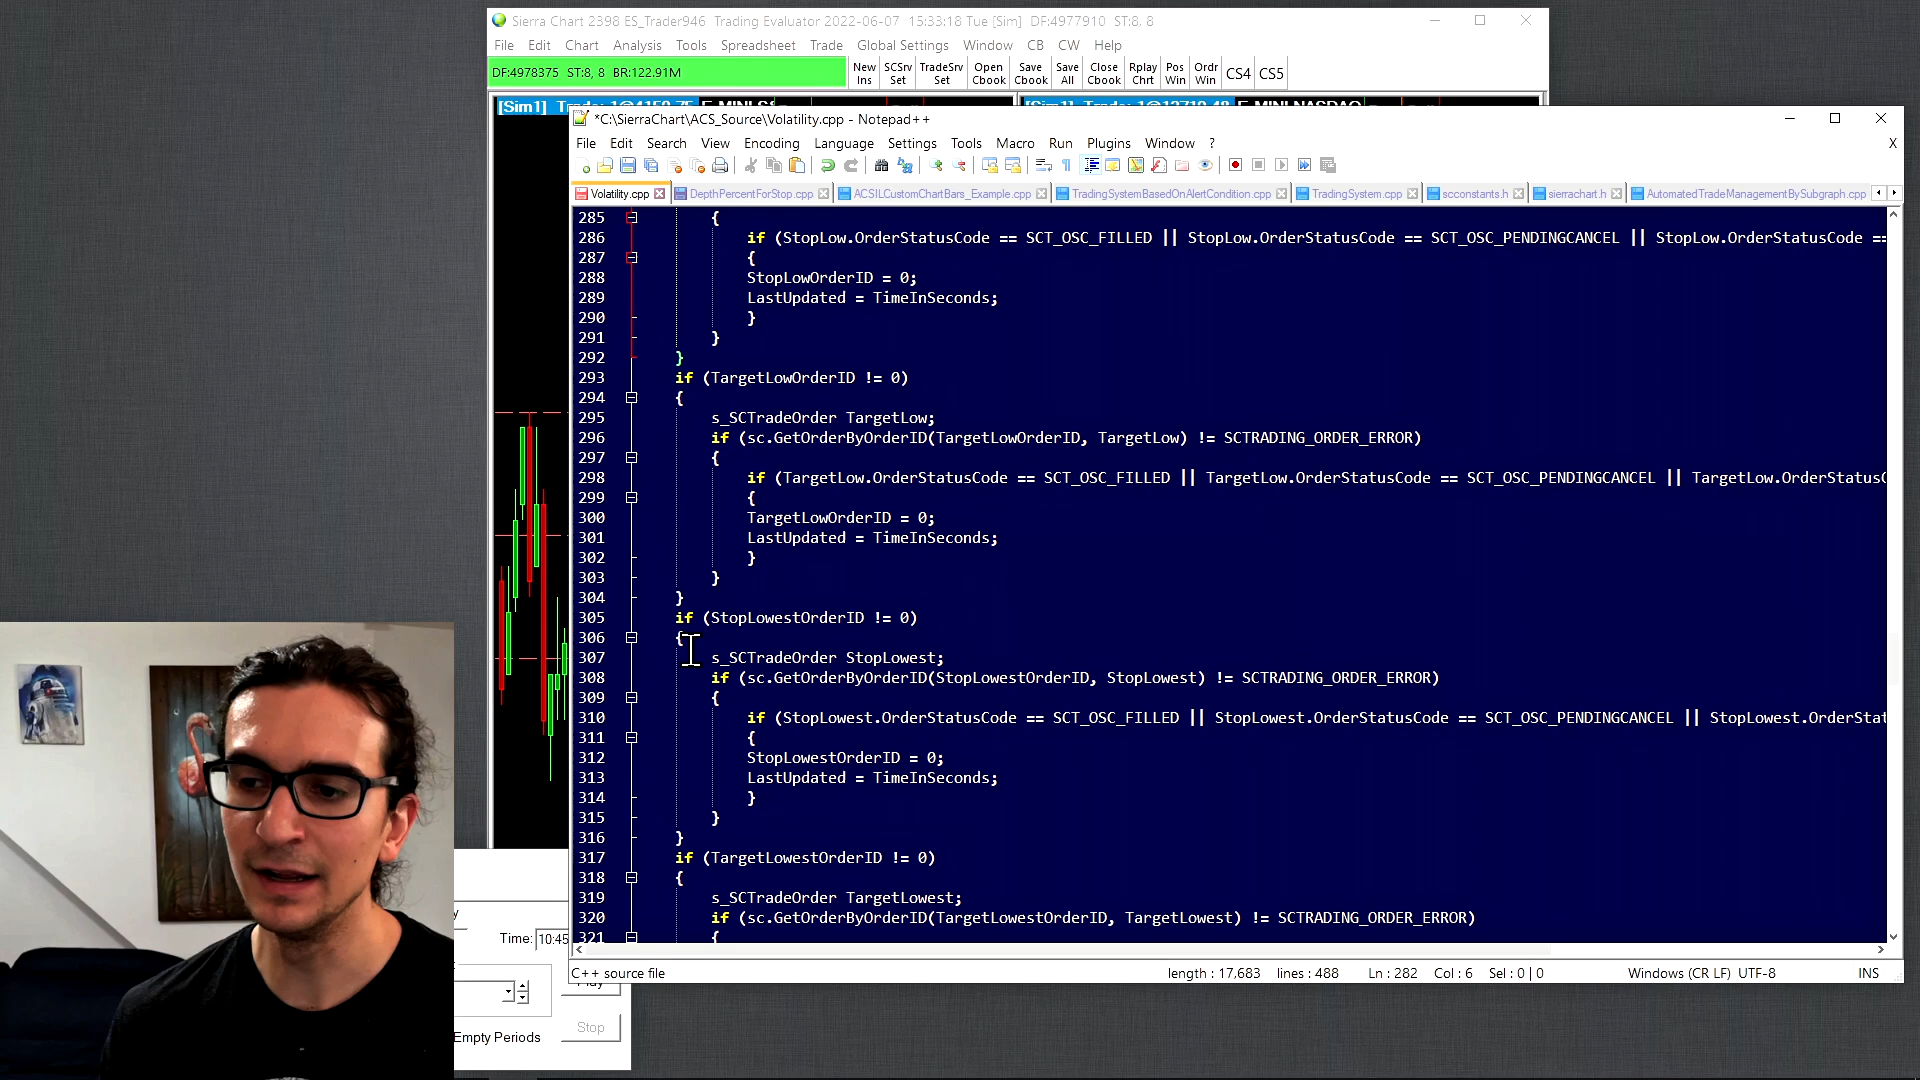 Sierra Chart 2398 ES_Trader946 Trading Evaluator 2022-06-07 15:33:18 Tue [Sim] DF:4977910 ST:8, 8
File Edit Chart Analysis Tools Spreadsheet Trade Global Settings Window CB CW Help
DF:4978375 ST:8, 8 BR:122.91M
New Ins
SCSrv Set
TradeSrv Set
Open Cbook
Save Cbook
Save All
Close Cbook
Rplay Chrt
Pos Win
Ordr Win
CS4
CS5
*C:\SierraChart\ACS_Source\Volatility.cpp - Notepad++
File Edit Search View Encoding Language Settings Tools Macro Run Plugins Window ? X
Volatility.cpp DepthPercentForStop.cpp ACSILCustomChartBars_Example.cpp TradingSystemBasedOnAlertCondition.cpp TradingSystem.cpp scconstants.h sierrachart.h AutomatedTradeManagementBySubgraph.cpp
285 {
286 if (StopLow.OrderStatusCode == SCT_OSC_FILLED || StopLow.OrderStatusCode == SCT_OSC_PENDINGCANCEL || StopLow.OrderStatusCode ==
287 {
288 StopLowOrderID = 0;
289 LastUpdated = TimeInSeconds;
290 }
291 }
292 }
293 if (TargetLowOrderID != 0)
294 {
295 s_SCTradeOrder TargetLow;
296 if (sc.GetOrderByOrderID(TargetLowOrderID, TargetLow) != SCTRADING_ORDER_ERROR)
297 {
298 if (TargetLow.OrderStatusCode == SCT_OSC_FILLED || TargetLow.OrderStatusCode == SCT_OSC_PENDINGCANCEL || TargetLow.OrderStatusC
299 {
300 TargetLowOrderID = 0;
301 LastUpdated = TimeInSeconds;
302 }
303 }
304 }
305 if (StopLowestOrderID != 0)
306 {
307 s_SCTradeOrder StopLowest;
308 if (sc.GetOrderByOrderID(StopLowestOrderID, StopLowest) != SCTRADING_ORDER_ERROR)
309 {
310 if (StopLowest.OrderStatusCode == SCT_OSC_FILLED || StopLowest.OrderStatusCode == SCT_OSC_PENDINGCANCEL || StopLowest.OrderStat
311 {
312 StopLowestOrderID = 0;
313 LastUpdated = TimeInSeconds;
314 }
315 }
316 }
317 if (TargetLowestOrderID != 0)
318 {
319 s_SCTradeOrder TargetLowest;
320 if (sc.GetOrderByOrderID(TargetLowestOrderID, TargetLowest) != SCTRADING_ORDER_ERROR)
321 {
C++ source file length : 17,683 lines : 488 Ln : 282 Col : 6 Sel : 0 | 0 Windows (CR LF) UTF-8 INS
Time: 10:45
Stop
Empty Periods